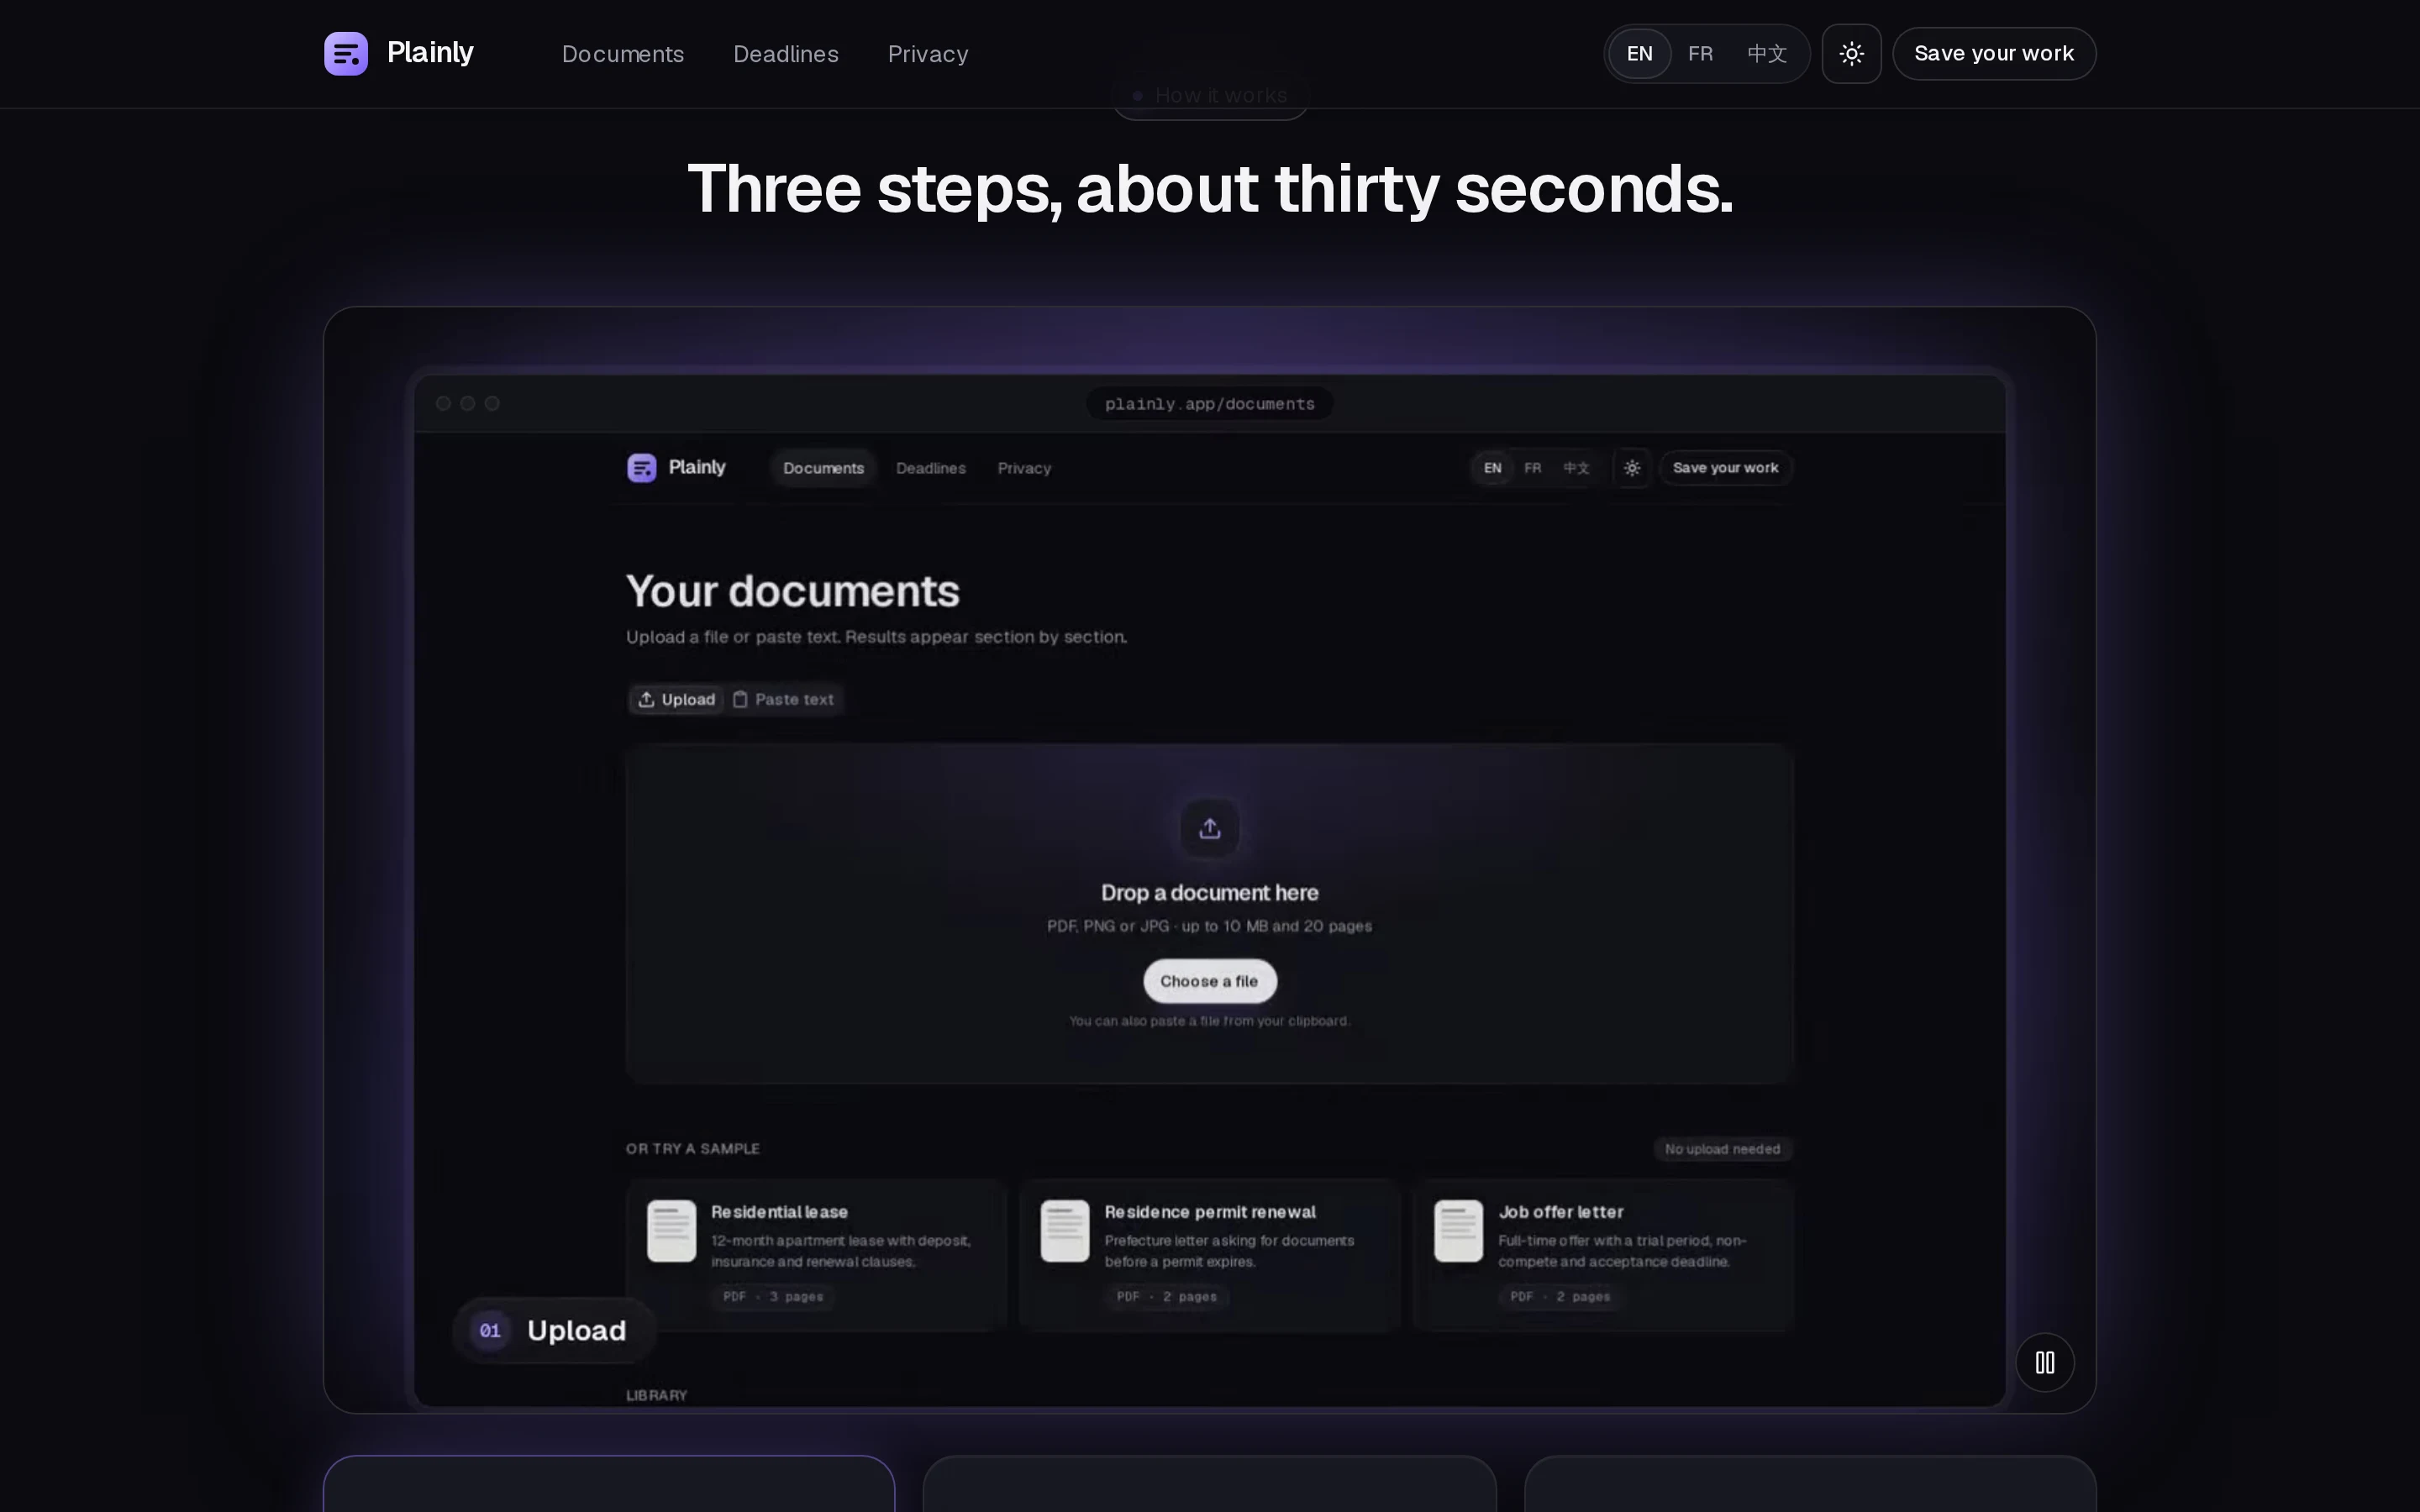 Plainly
Documents
Deadlines
Privacy
EN
FR
中文
Save your work
How it works
Three steps, about thirty seconds.
plainly.app/documents
Plainly
Documents
Deadlines
Privacy
EN
FR
中文
Save your work
Your documents
Upload a file or paste text. Results appear section by section.
Upload
Paste text
Drop a document here
PDF, PNG or JPG · up to 10 MB and 20 pages
Choose a file
You can also paste a file from your clipboard.
OR TRY A SAMPLE
No upload needed
Residential lease
12-month apartment lease with deposit,
insurance and renewal clauses.
PDF · 3 pages
Residence permit renewal
Prefecture letter asking for documents
before a permit expires.
PDF · 2 pages
Job offer letter
Full-time offer with a trial period, non-
compete and acceptance deadline.
PDF · 2 pages
01
Upload
LIBRARY